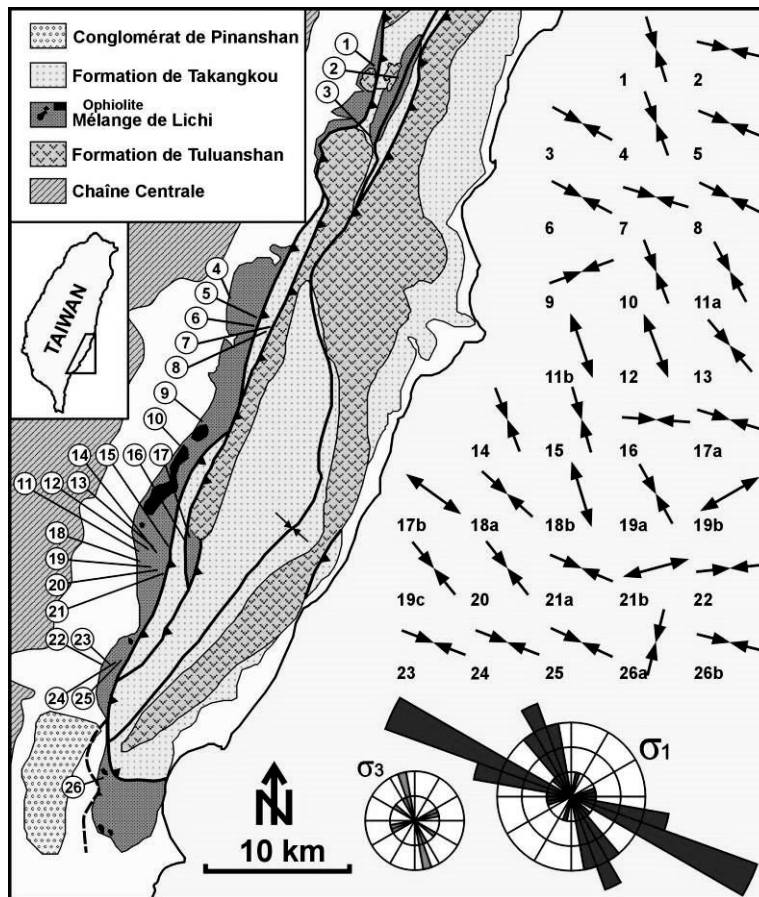 Conglomérat de Pinanshan
Formation de Takangkou
Ophiolite
Mélange de Lichi
Formation de Tuluanshan
Chaîne Centrale
TAIWAN
1
2
3
4
5
6
7
8
9
10
15 16 17
14
11 12 13
18
19
20
21
22 23
24 25
26
1 2
3 4 5
6 7 8
9 10 11a
11b 12 13
14 15 16 17a
17b 18a 18b 19a 19b
19c 20 21a 21b 22
23 24 25 26a 26b
σ3
σ1
N
10 km